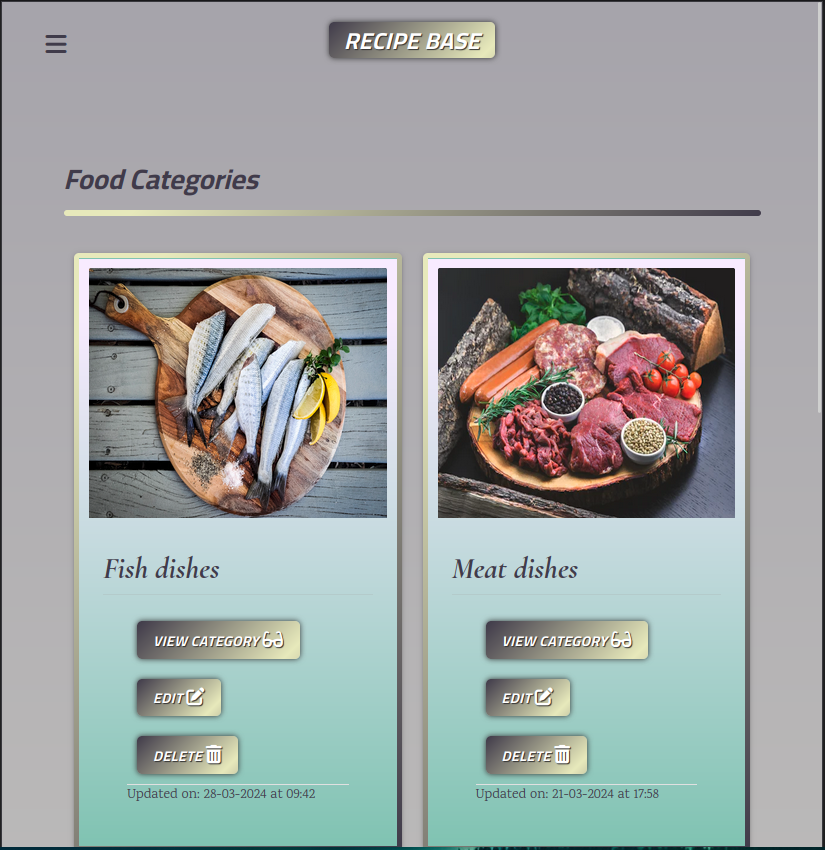 RECIPE BASE
Food Categories
Fish dishes
VIEW CATEGORY
EDIT
DELETE
Updated on: 28-03-2024 at 09:42
Meat dishes
VIEW CATEGORY
EDIT
DELETE
Updated on: 21-03-2024 at 17:58